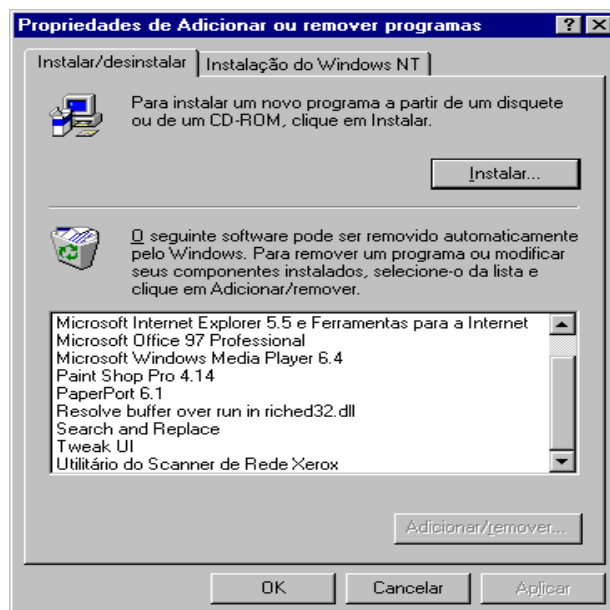 Propriedades de Adicionar ou remover programas
Instalar/desinstalar
Instalação do Windows NT
Para instalar um novo programa a partir de um disquete
ou de um CD-ROM, clique em Instalar.
Instalar...
O seguinte software pode ser removido automaticamente
pelo Windows. Para remover um programa ou modificar
seus componentes instalados, selecione-o da lista e
clique em Adicionar/remover.
Microsoft Internet Explorer 5.5 e Ferramentas para a Internet
Microsoft Office 97 Professional
Microsoft Windows Media Player 6.4
Paint Shop Pro 4.14
PaperPort 6.1
Resolve buffer over run in riched32.dll
Search and Replace
Tweak UI
Utilitário do Scanner de Rede Xerox
Adicionar/remover...
OK
Cancelar
Aplicar